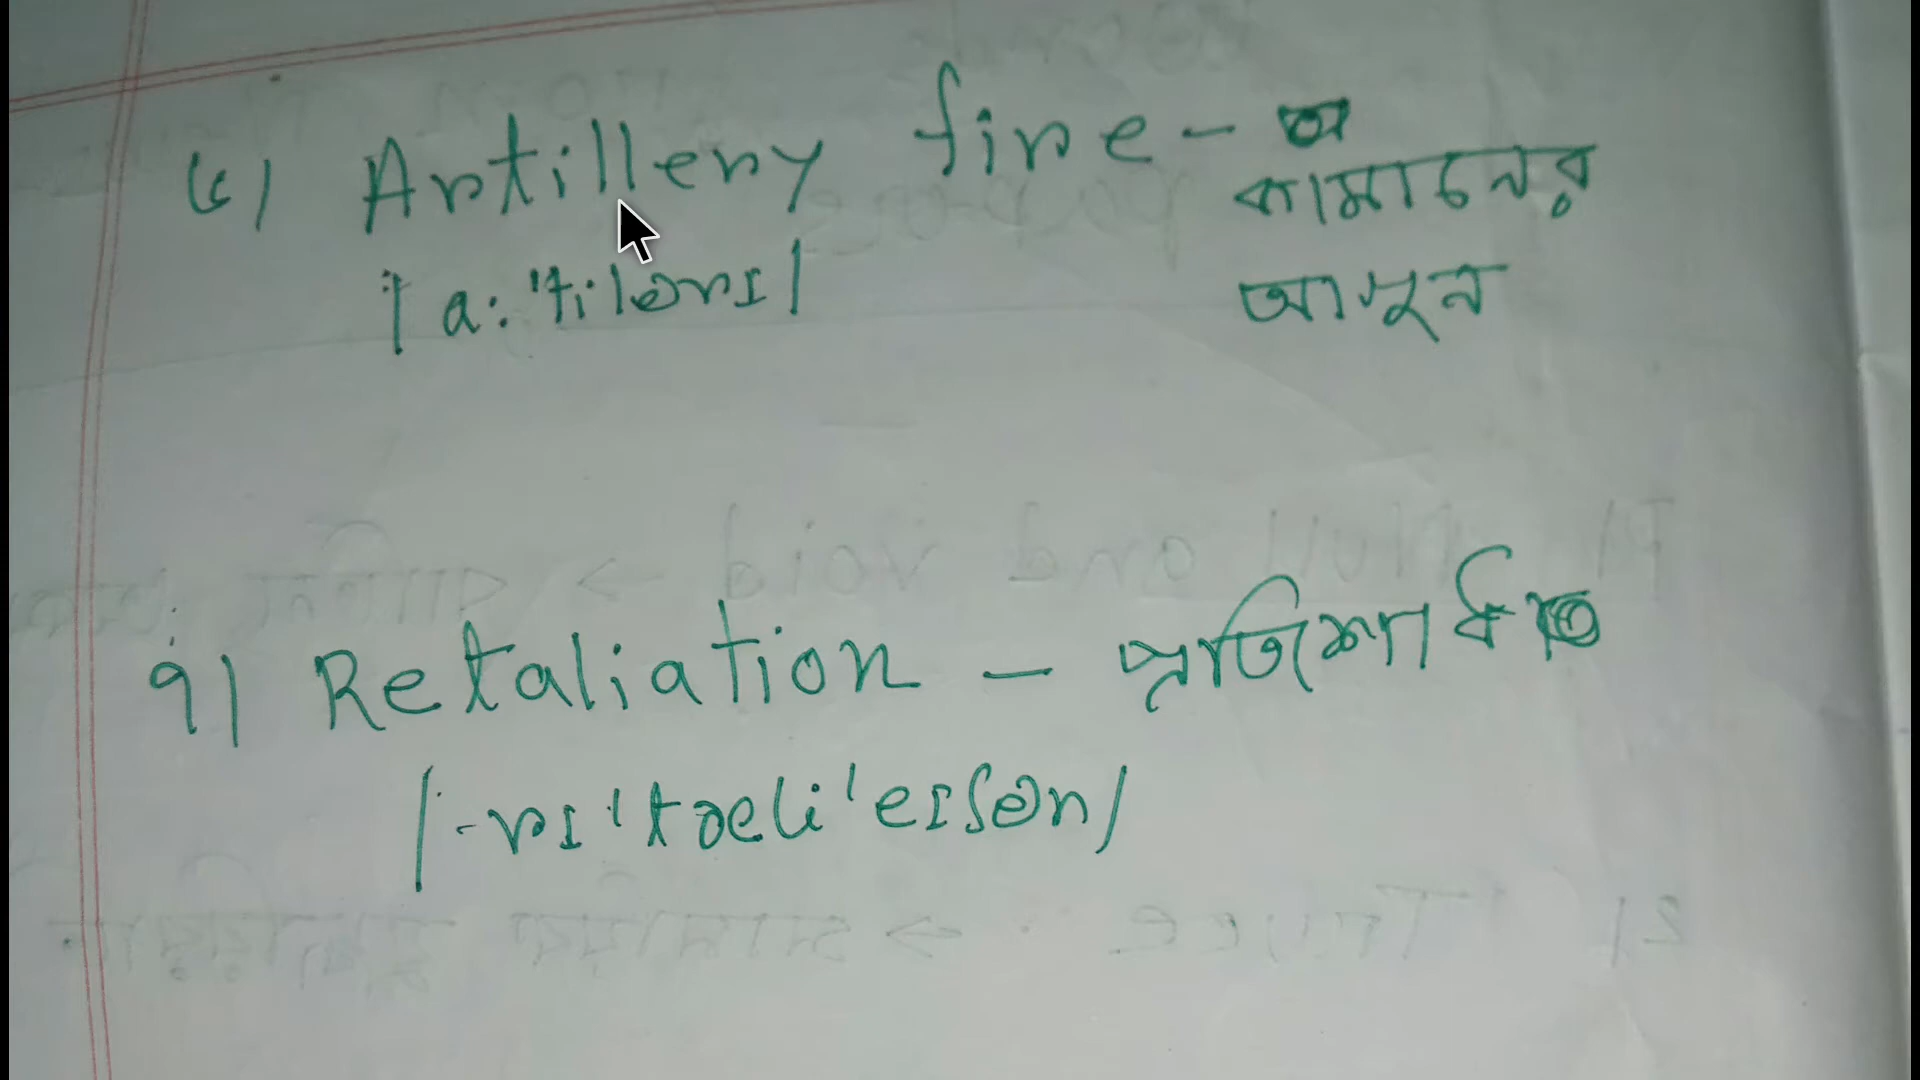 ৬। Artillery fire - কামানের
|a:'tiləri|
আগুন
৭। Retaliation - প্রতিশোধ
/-rɪ'tæli'eɪʃən/